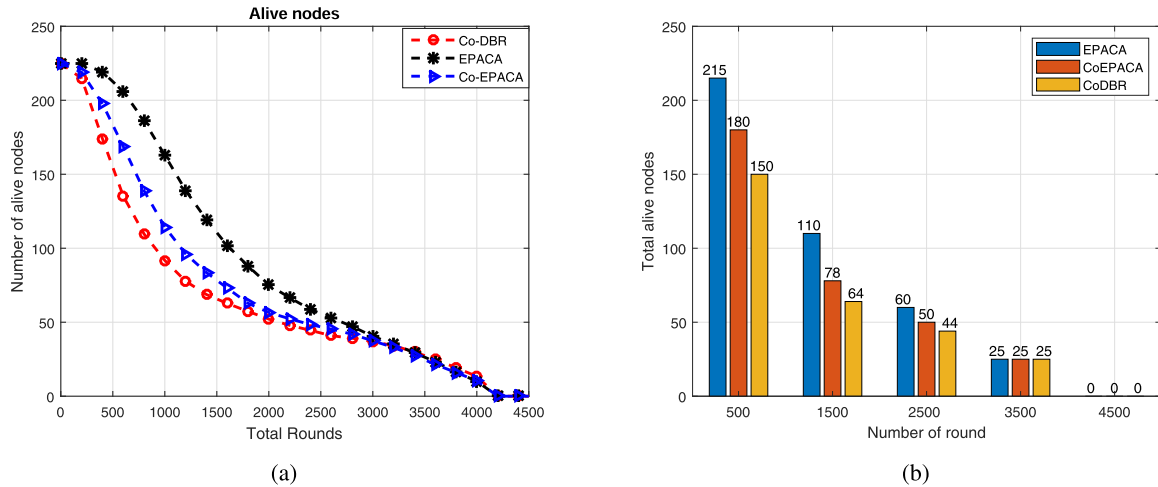 Alive nodes
250
200
150
100
50
0
Number of alive nodes
Co-DBR
EPACA
Co-EPACA
0 500 1000 1500 2000 2500 3000 3500 4000 4500
Total Rounds
(a)
250
200
150
100
50
0
Total alive nodes
EPACA
CoEPACA
CoDBR
215
180
150
110
78
64
60
50
44
25 25 25
0 0 0
500 1500 2500 3500 4500
Number of round
(b)